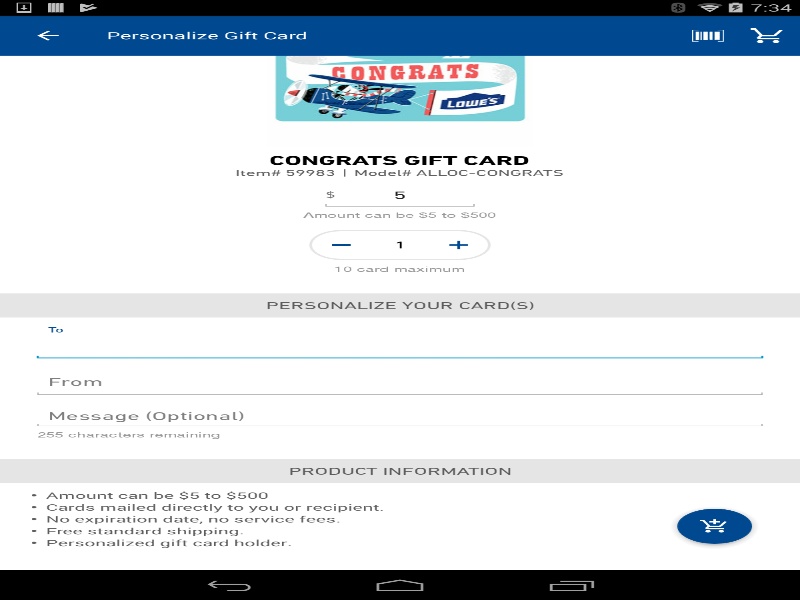 7:34
Personalize Gift Card
CONGRATS
LOWE'S
CONGRATS GIFT CARD
Item# 59983 | Model# ALLOC-CONGRATS
$ 5
Amount can be $5 to $500
1
10 card maximum
PERSONALIZE YOUR CARD(S)
To
From
Message (Optional)
255 characters remaining
PRODUCT INFORMATION
• Amount can be $5 to $500
• Cards mailed directly to you or recipient.
• No expiration date, no service fees.
• Free standard shipping.
• Personalized gift card holder.